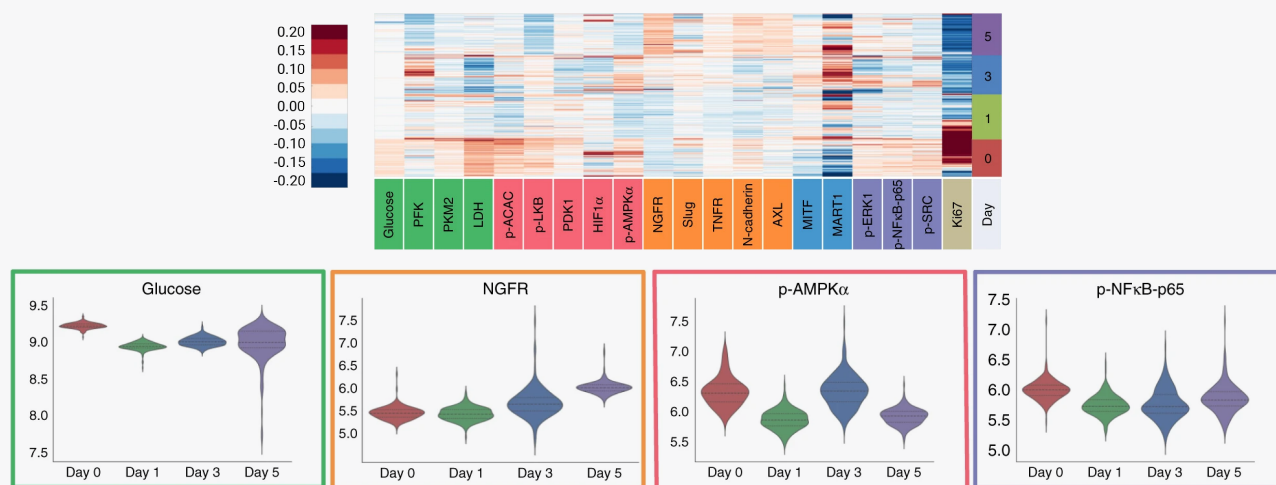 0.20
0.15
0.10
0.05
0.00
-0.05
-0.10
-0.15
-0.20
5
3
1
0
Glucose
PFK
PKM2
LDH
p-ACAC
p-LKB
PDK1
HIF1α
p-AMPKα
NGFR
Slug
TNFR
N-cadherin
AXL
MITF
MART1
p-ERK1
p-NFκB-p65
p-SRC
Ki67
Day
Glucose
9.5
9.0
8.5
8.0
7.5
Day 0 Day 1 Day 3 Day 5
NGFR
7.5
7.0
6.5
6.0
5.5
5.0
Day 0 Day 1 Day 3 Day 5
p-AMPKα
7.5
7.0
6.5
6.0
5.5
Day 0 Day 1 Day 3 Day 5
p-NFκB-p65
7.5
7.0
6.5
6.0
5.5
5.0
Day 0 Day 1 Day 3 Day 5